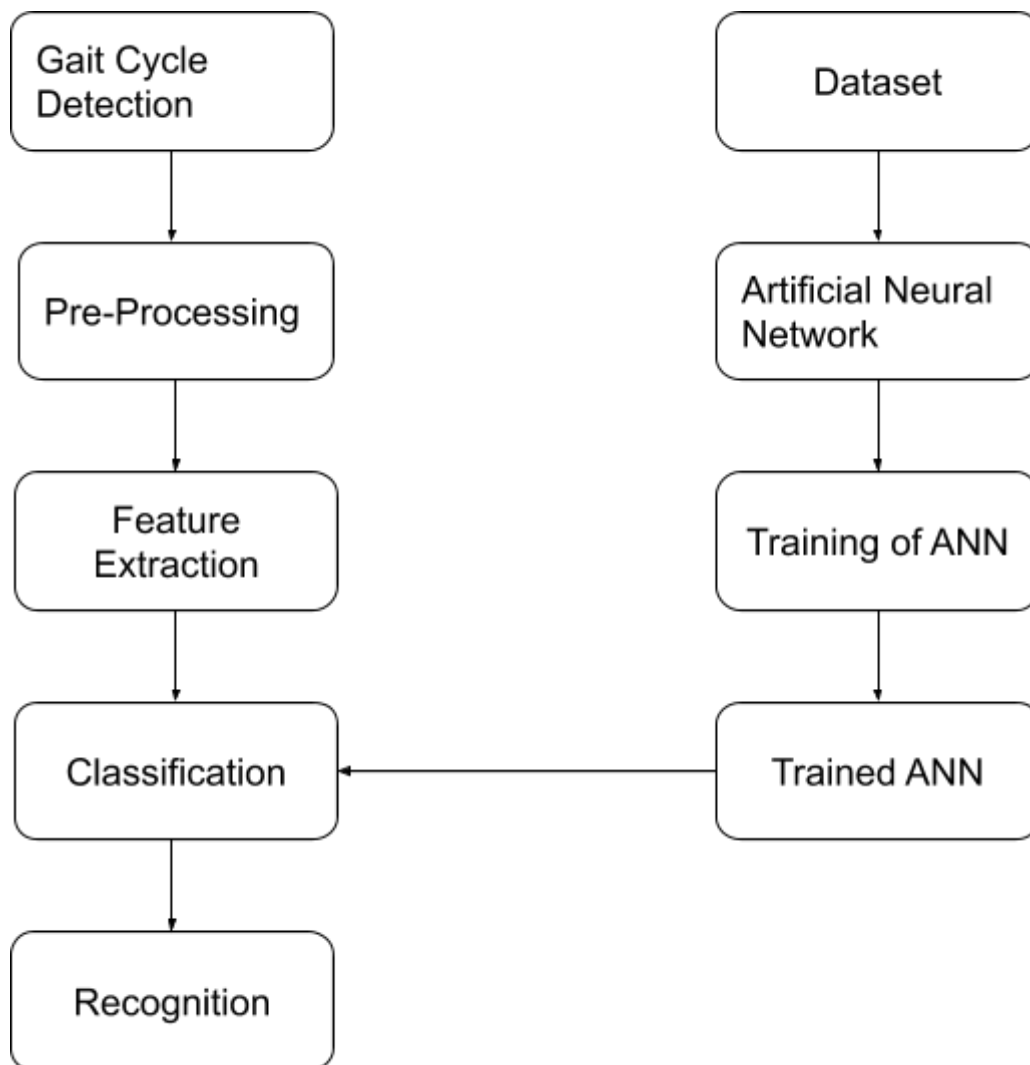 Gait Cycle
Detection
Dataset
Pre-Processing
Artificial Neural
Network
Feature
Extraction
Training of ANN
Classification
Trained ANN
Recognition